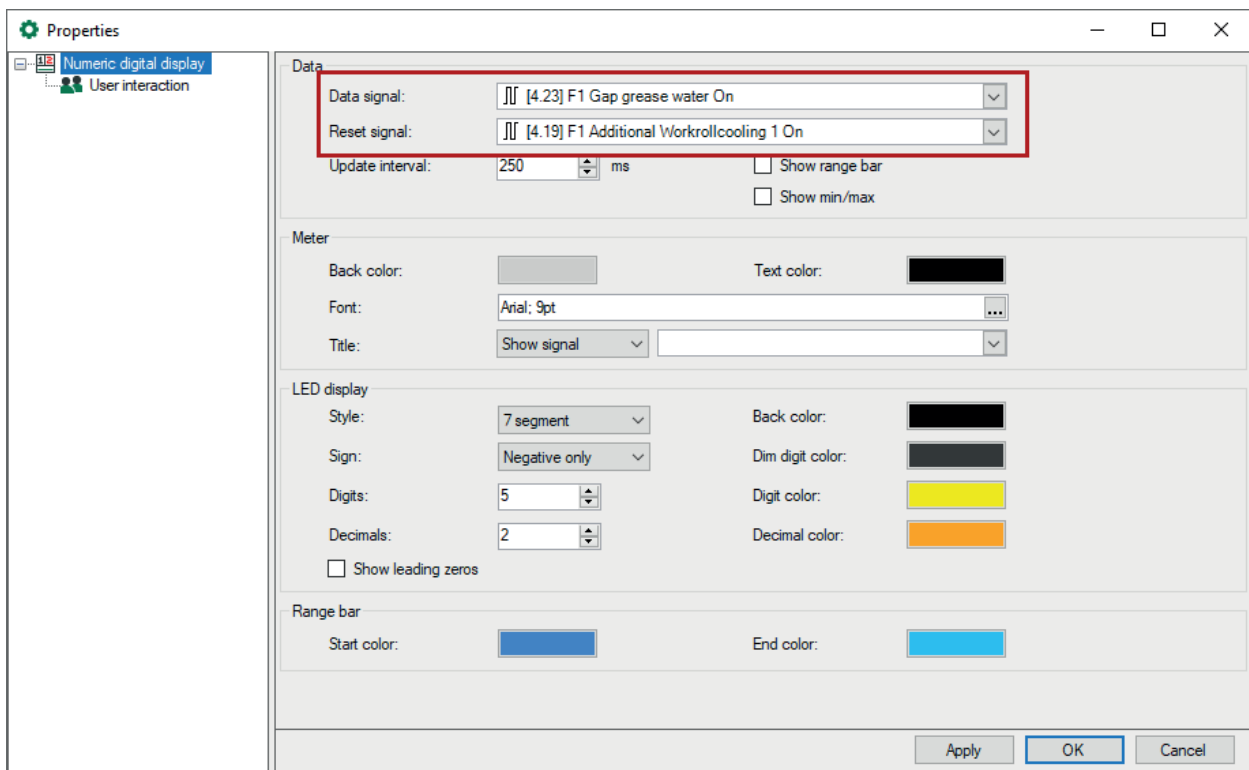 Properties
Numeric digital display
User interaction
Data
Data signal: [4.23] F1 Gap grease water On
Reset signal: [4.19] F1 Additional Workrollcooling 1 On
Update interval: 250 ms Show range bar
Show min/max
Meter
Back color: Text color:
Font: Arial; 9pt ...
Title: Show signal
LED display
Style: 7 segment Back color:
Sign: Negative only Dim digit color:
Digits: 5 Digit color:
Decimals: 2 Decimal color:
Show leading zeros
Range bar
Start color: End color:
Apply OK Cancel